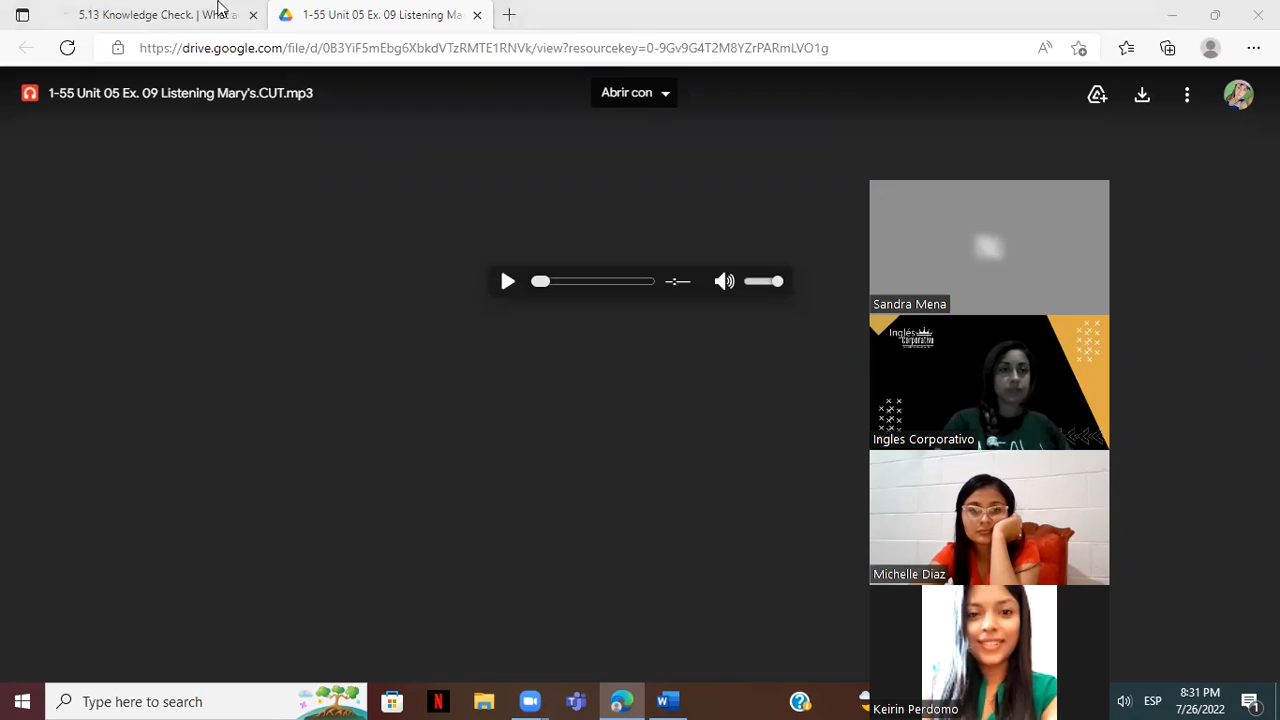 5.13 Knowledge Check. | What a
1-55 Unit 05 Ex. 09 Listening Ma
https://drive.google.com/file/d/0B3YiF5mEbg6XbkdVTzRMTE1RNVk/view?resourcekey=0-9Gv9G4T2M8YZrPARmLVO1g
1-55 Unit 05 Ex. 09 Listening Mary's.CUT.mp3
Abrir con
-:--
Sandra Mena
Inglés
Corporativo
Ingles Corporativo
Michelle Diaz
Keirin Perdomo
Type here to search
ESP
8:31 PM
7/26/2022
1